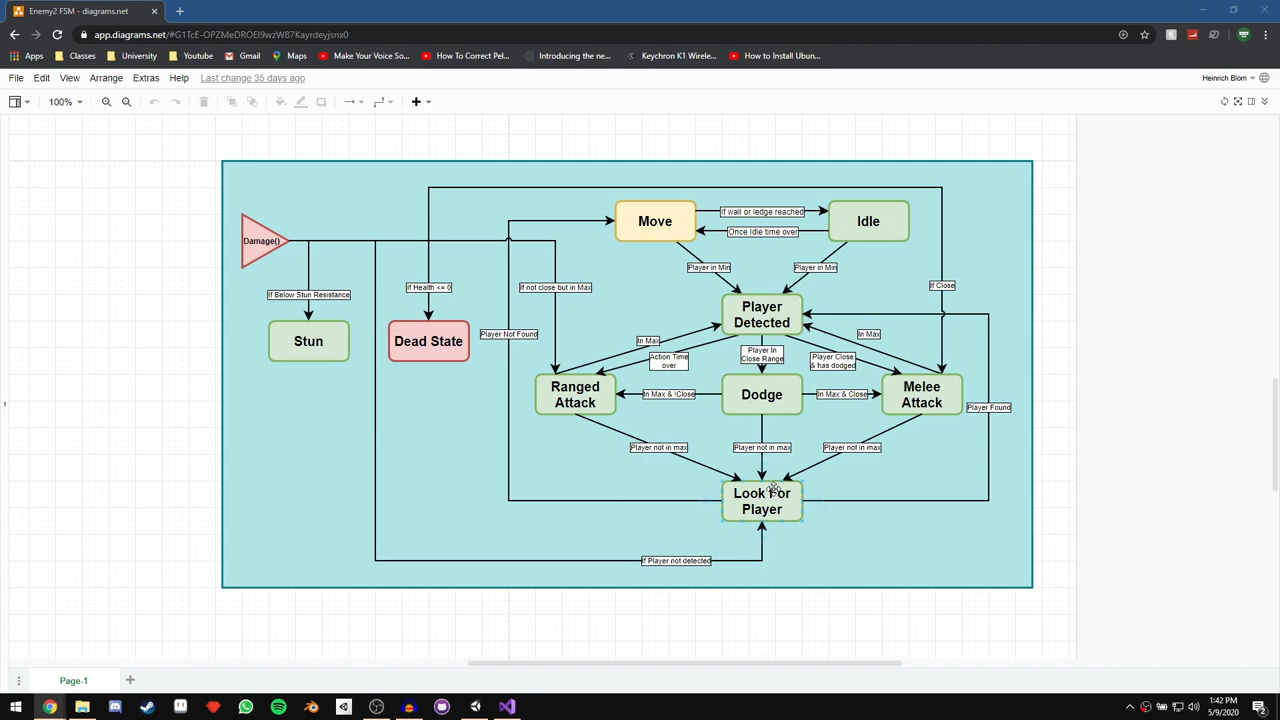 Enemy2 FSM - diagrams.net
app.diagrams.net/#G1TcE-OPZMeDROEI9wzW87Kayrdeyjsnx0
Apps
Classes
University
Youtube
Gmail
Maps
Make Your Voice So...
How To Correct Pel...
Introducing the ne...
Keychron K1 Wirele...
How to Install Ubun...
File
Edit
View
Arrange
Extras
Help
Last change 35 days ago
Heinrich Blom
100%
Move
If wall or ledge reached
Idle
Once Idle time over
Damage()
Player in Min
Player in Min
If Below Stun Resistance
If Health <= 0
If not close but in Max
If Close
Player
Detected
Stun
Dead State
Player Not Found
In Max
In Max
Action Time
over
Player In
Close Range
Player Close
& has dodged
Ranged
Attack
In Max & !Close
Dodge
In Max & Close
Melee
Attack
Player Found
Player not in max
Player not in max
Player not in max
Look For
Player
If Player not detected
Page-1
1:42 PM
5/9/2020
2